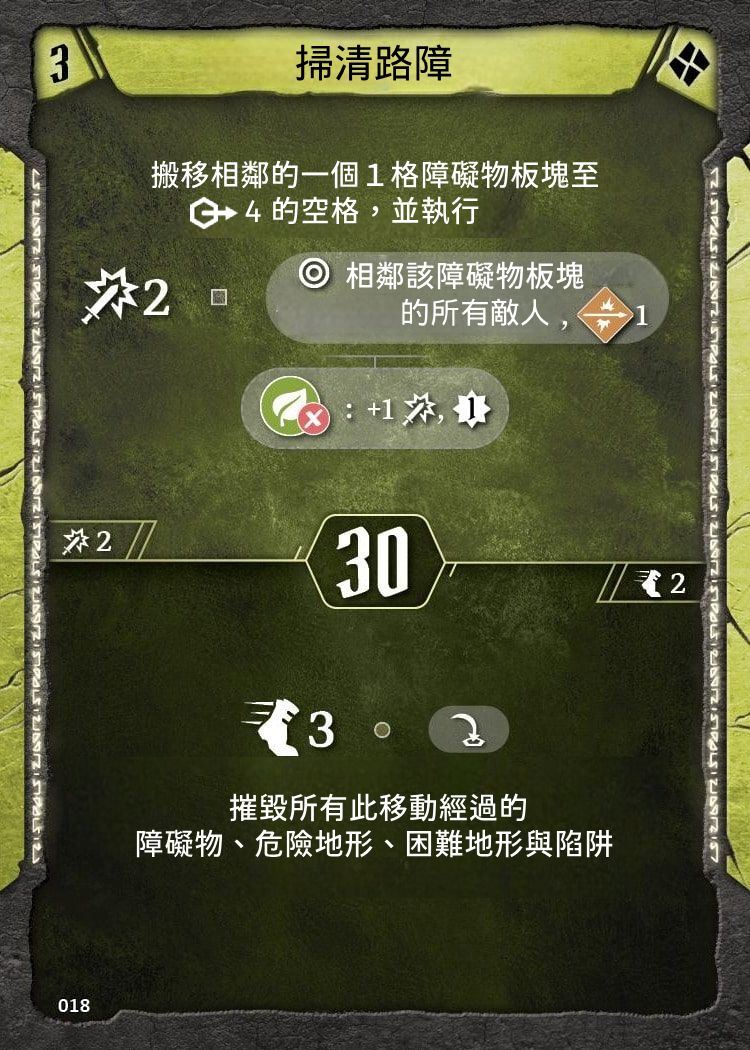 3
掃清路障
搬移相鄰的一個１格障礙物板塊至
4 的空格，並執行
2
相鄰該障礙物板塊
的所有敵人 , 1
: +1 , 1
2
30
2
3
摧毀所有此移動經過的
障礙物、危險地形、困難地形與陷阱
018